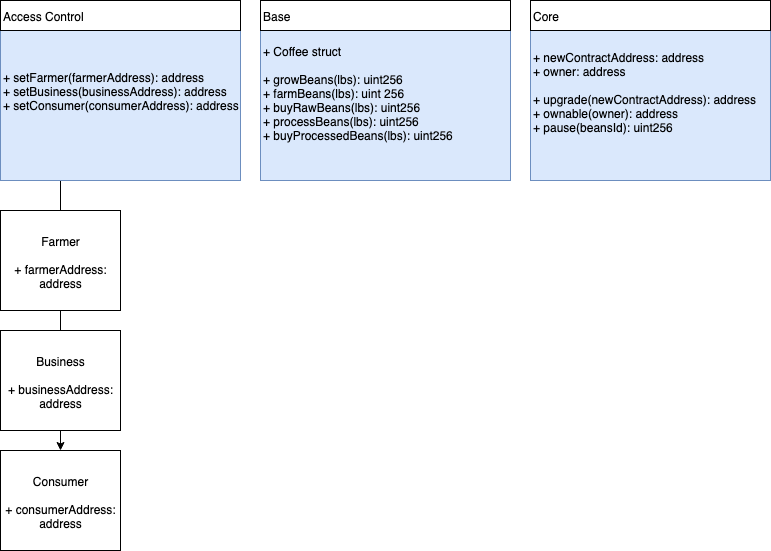 Access Control
+ setFarmer(farmerAddress): address
+ setBusiness(businessAddress): address
+ setConsumer(consumerAddress): address
Base
+ Coffee struct
+ growBeans(lbs): uint256
+ farmBeans(lbs): uint 256
+ buyRawBeans(lbs): uint256
+ processBeans(lbs): uint256
+ buyProcessedBeans(lbs): uint256
Core
+ newContractAddress: address
+ owner: address
+ upgrade(newContractAddress): address
+ ownable(owner): address
+ pause(beansId): uint256
Farmer
+ farmerAddress:
address
Business
+ businessAddress:
address
Consumer
+ consumerAddress:
address